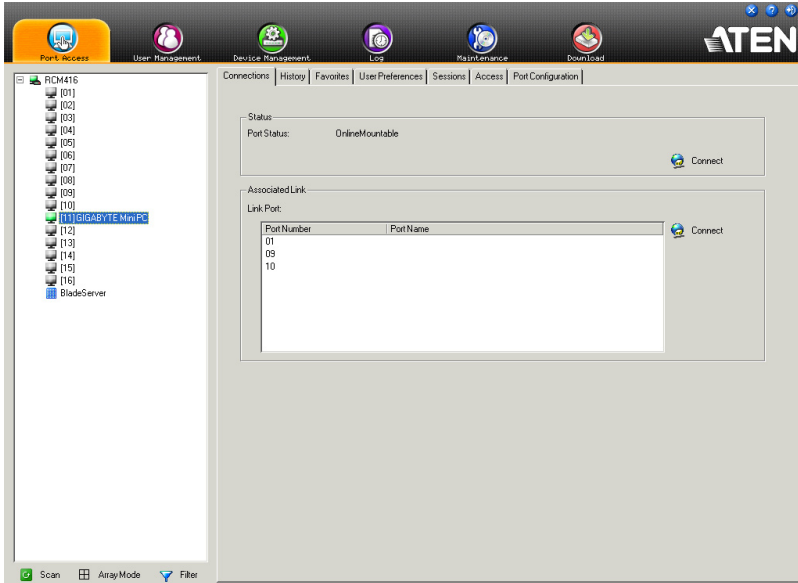 ATEN
Port Access
User Management
Device Management
Log
Maintenance
Download
RCM416
[01]
[02]
[03]
[04]
[05]
[06]
[07]
[08]
[09]
[10]
[11]GIGABYTE MiniPC
[12]
[13]
[14]
[15]
[16]
BladeServer
Scan
Array Mode
Filter
Connections
History
Favorites
User Preferences
Sessions
Access
Port Configuration
Status
Port Status: OnlineMountable
Connect
Associated Link
Link Port:
Port Number Port Name
01
09
10
Connect